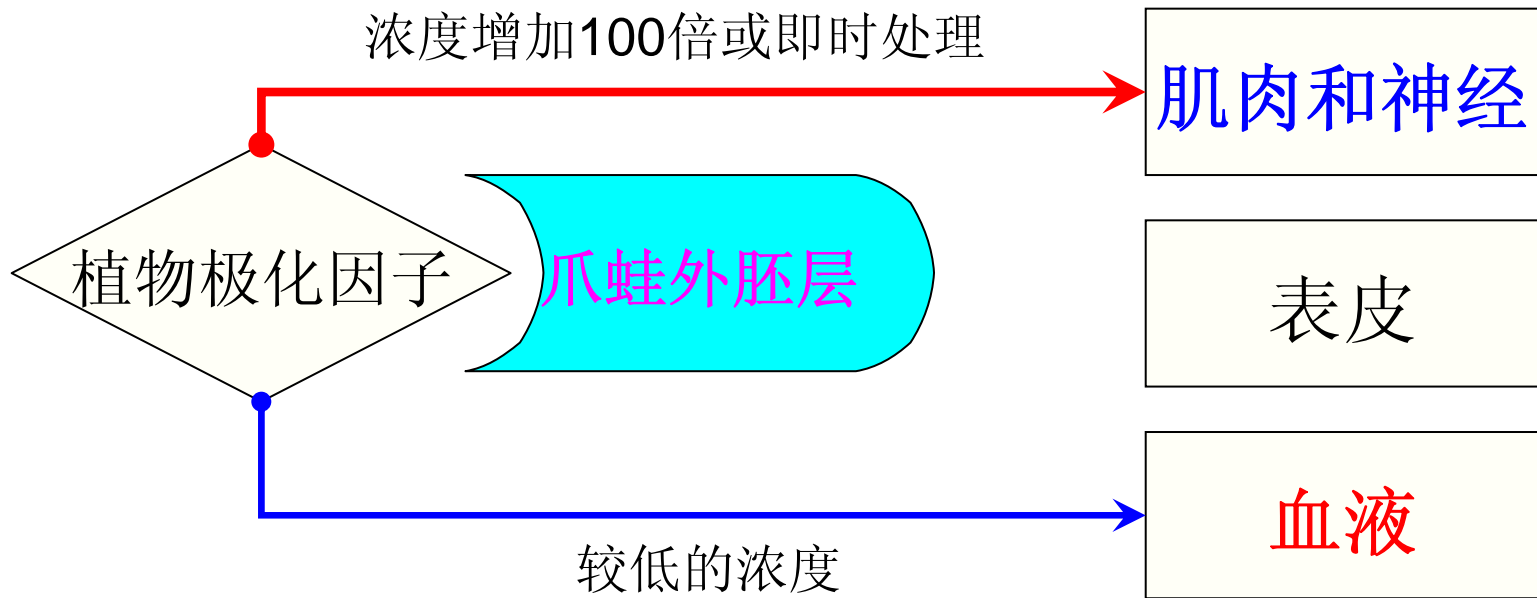 浓度增加100倍或即时处理
肌肉和神经
植物极化因子
爪蛙外胚层
表皮
血液
较低的浓度